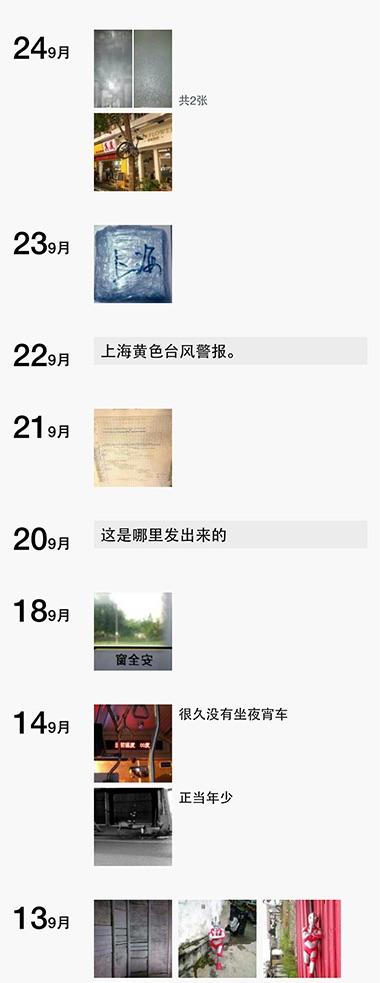 24 9月
共2张
FLOWER
23 9月
上海
22 9月
上海黄色台风警报。
21 9月
20 9月
这是哪里发出来的
18 9月
窗全安
14 9月
很久没有坐夜宵车
正当年少
13 9月